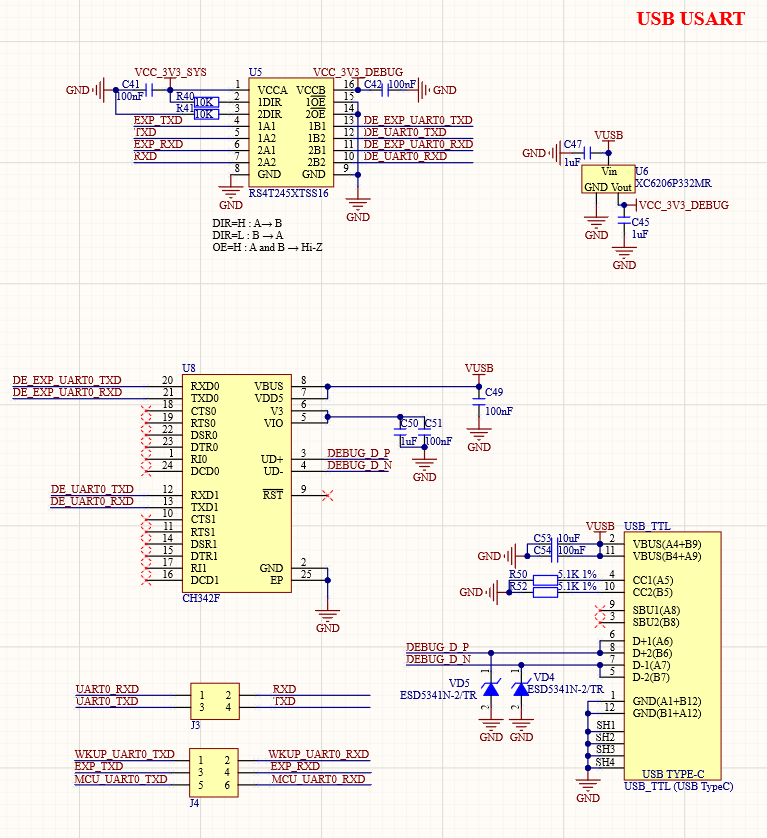 USB USART
VCC_3V3_SYS
U5
VCC_3V3_DEBUG
GND
C41
100nF
C42
100nF
GND
R40
10K
R41
10K
1 VCCA VCCB 16
2 1DIR 1OE 15
3 2DIR 2OE 14
EXP_TXD 4 1A1 1B1 13 DE_EXP_UART0_TXD
TXD 5 1A2 1B2 12 DE_UART0_TXD
EXP_RXD 6 2A1 2B1 11 DE_EXP_UART0_RXD
RXD 7 2A2 2B2 10 DE_UART0_RXD
8 GND GND 9
RS4T245XTSS16
GND
GND
DIR=H : A→ B
DIR=L : B → A
OE=H : A and B → Hi-Z
VUSB
C47
GND
1uF
Vin
U6
GND Vout
XC6206P332MR
VCC_3V3_DEBUG
C45
1uF
GND
GND
U8
DE_EXP_UART0_TXD 20 RXD0 VBUS 8
DE_EXP_UART0_RXD 21 TXD0 VDD5 7
18 CTS0 V3 6
19 RTS0 VIO 5
22 DSR0
23 DTR0
1 RI0 UD+ 3 DEBUG_D_P
24 DCD0 UD- 4 DEBUG_D_N
DE_UART0_TXD 12 RXD1 RST 9
DE_UART0_RXD 13 TXD1
10 CTS1
11 RTS1
14 DSR1
15 DTR1
17 RI1 GND 2
16 DCD1 EP 25
CH342F
GND
VUSB
C49
100nF
GND
C50
1uF
C51
100nF
GND
VUSB
USB_TTL
C53
10uF
C54
100nF
GND
2 VBUS(A4+B9)
11 VBUS(B4+A9)
R50
5.1K 1%
R52
5.1K 1%
GND
4 CC1(A5)
10 CC2(B5)
9 SBU1(A8)
3 SBU2(B8)
6 D+1(A6)
DEBUG_D_P 8 D+2(B6)
DEBUG_D_N 7 D-1(A7)
5 D-2(B7)
1
2
VD5
ESD5341N-2/TR
1
2
VD4
ESD5341N-2/TR
GND
GND
1 GND(A1+B12)
12 GND(B1+A12)
SH1
SH2
SH3
SH4
USB TYPE-C
USB_TTL (USB TypeC)
GND
UART0_RXD 1 2 RXD
UART0_TXD 3 4 TXD
J3
WKUP_UART0_TXD 1 2 WKUP_UART0_RXD
EXP_TXD 3 4 EXP_RXD
MCU_UART0_TXD 5 6 MCU_UART0_RXD
J4